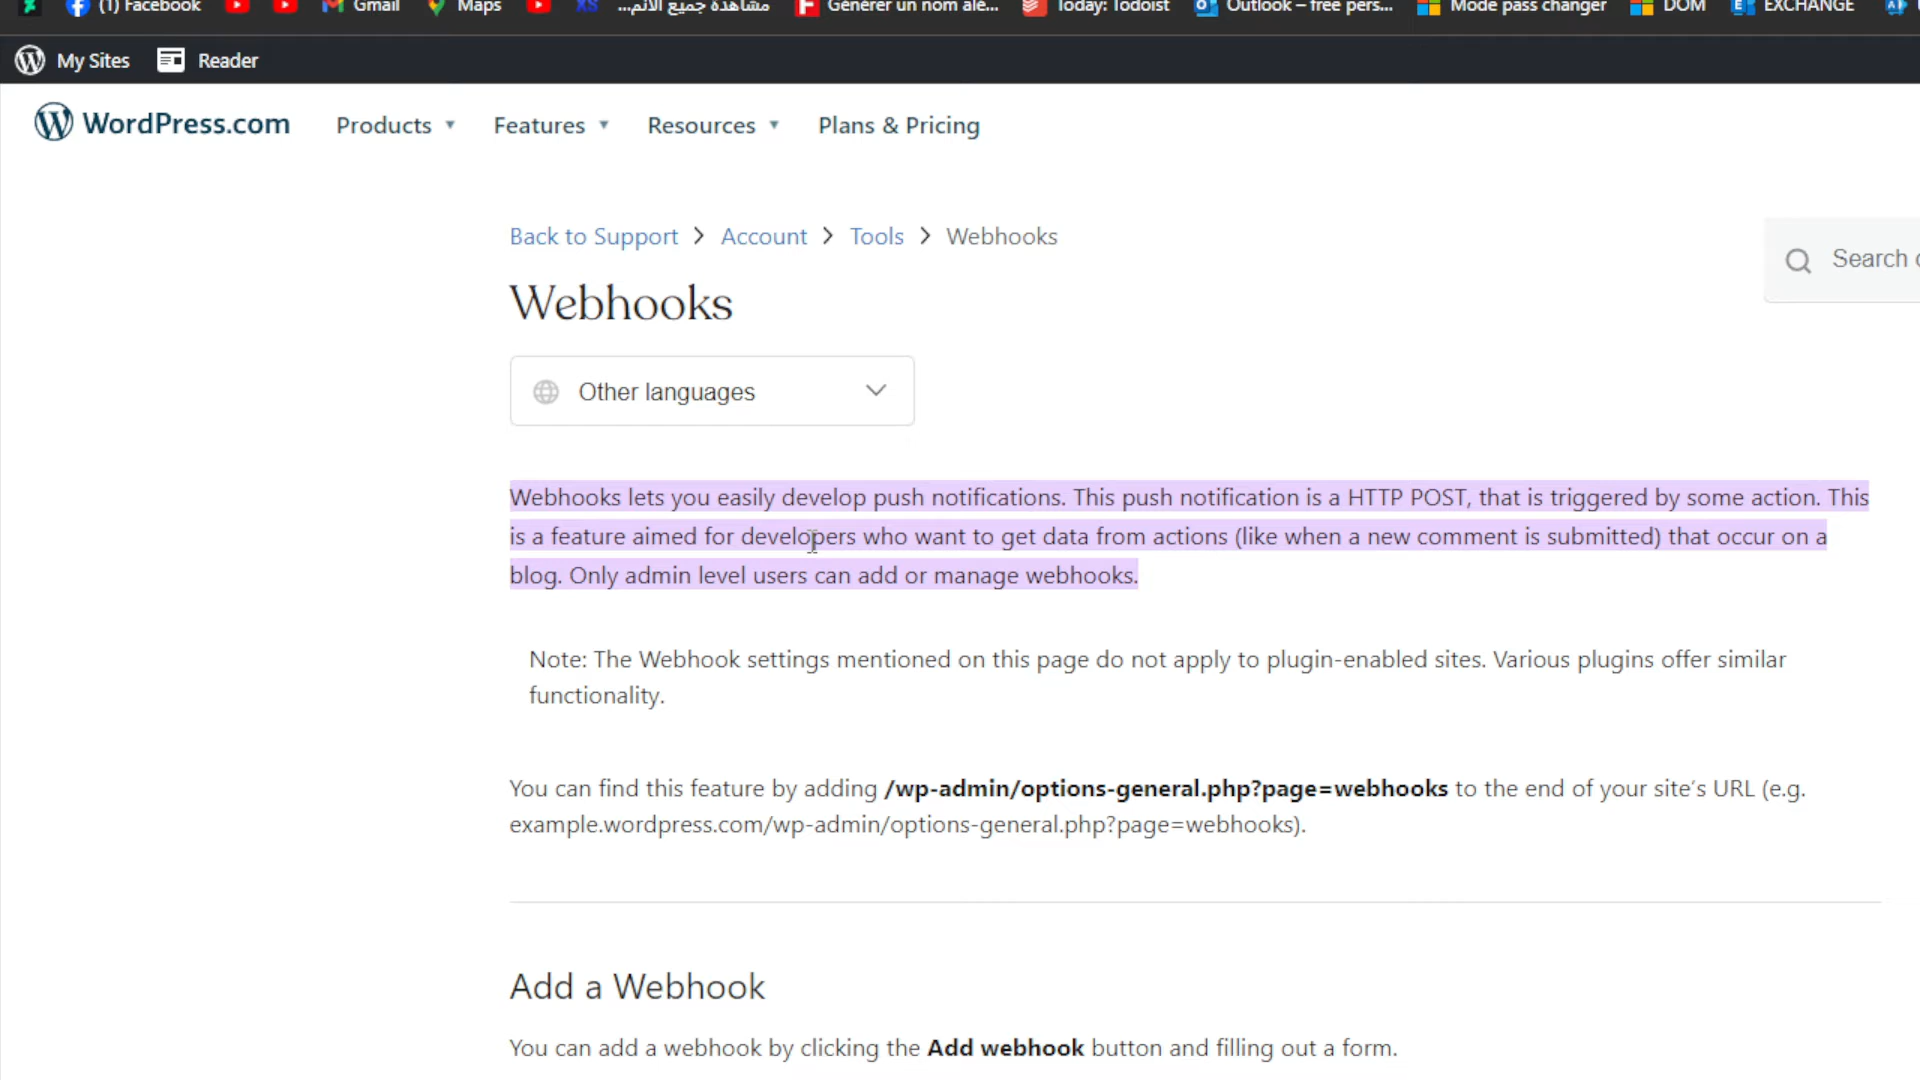 (1) Facebook Gmail Maps XS مشاهدة جميع الأنم... Générer un nom alé... Today: Todoist Outlook – free pers... Mode pass changer DOM EXCHANGE
My Sites Reader
WordPress.com Products Features Resources Plans & Pricing
Back to Support > Account > Tools > Webhooks
Search
Webhooks
Other languages
Webhooks lets you easily develop push notifications. This push notification is a HTTP POST, that is triggered by some action. This
is a feature aimed for developers who want to get data from actions (like when a new comment is submitted) that occur on a
blog. Only admin level users can add or manage webhooks.
Note: The Webhook settings mentioned on this page do not apply to plugin-enabled sites. Various plugins offer similar
functionality.
You can find this feature by adding /wp-admin/options-general.php?page=webhooks to the end of your site’s URL (e.g.
example.wordpress.com/wp-admin/options-general.php?page=webhooks).
Add a Webhook
You can add a webhook by clicking the Add webhook button and filling out a form.